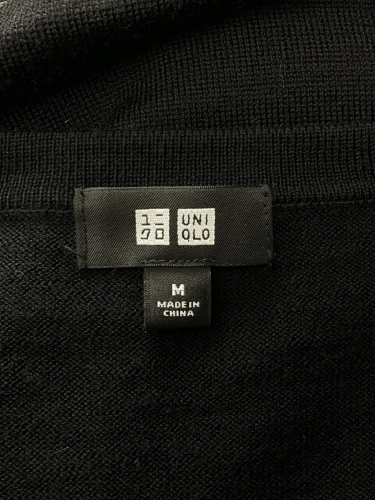 ユニ UNI
クロ QLO
M
MADE IN
CHINA